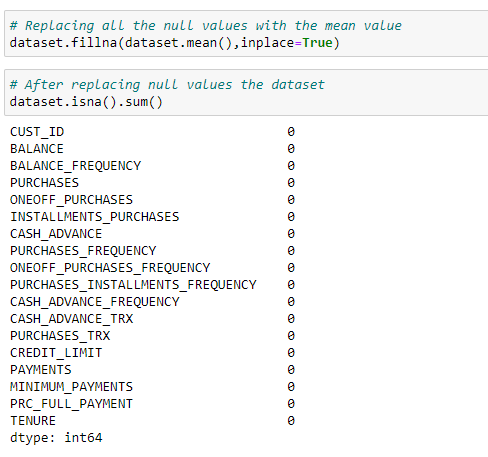 # Replacing all the null values with the mean value
dataset.fillna(dataset.mean(),inplace=True)
# After replacing null values the dataset
dataset.isna().sum()
CUST_ID 0
BALANCE 0
BALANCE_FREQUENCY 0
PURCHASES 0
ONEOFF_PURCHASES 0
INSTALLMENTS_PURCHASES 0
CASH_ADVANCE 0
PURCHASES_FREQUENCY 0
ONEOFF_PURCHASES_FREQUENCY 0
PURCHASES_INSTALLMENTS_FREQUENCY 0
CASH_ADVANCE_FREQUENCY 0
CASH_ADVANCE_TRX 0
PURCHASES_TRX 0
CREDIT_LIMIT 0
PAYMENTS 0
MINIMUM_PAYMENTS 0
PRC_FULL_PAYMENT 0
TENURE 0
dtype: int64